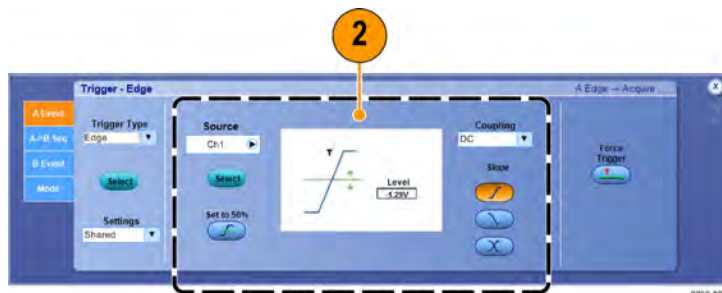 2
Trigger - Edge
A Edge → Acquire
x
A Event
A->B Seq
B Event
Mode
Trigger Type
Edge
Select
Settings
Shared
Source
Ch1
Select
Set to 50%
T
Level
-1.29V
Coupling
DC
Slope
Force
Trigger